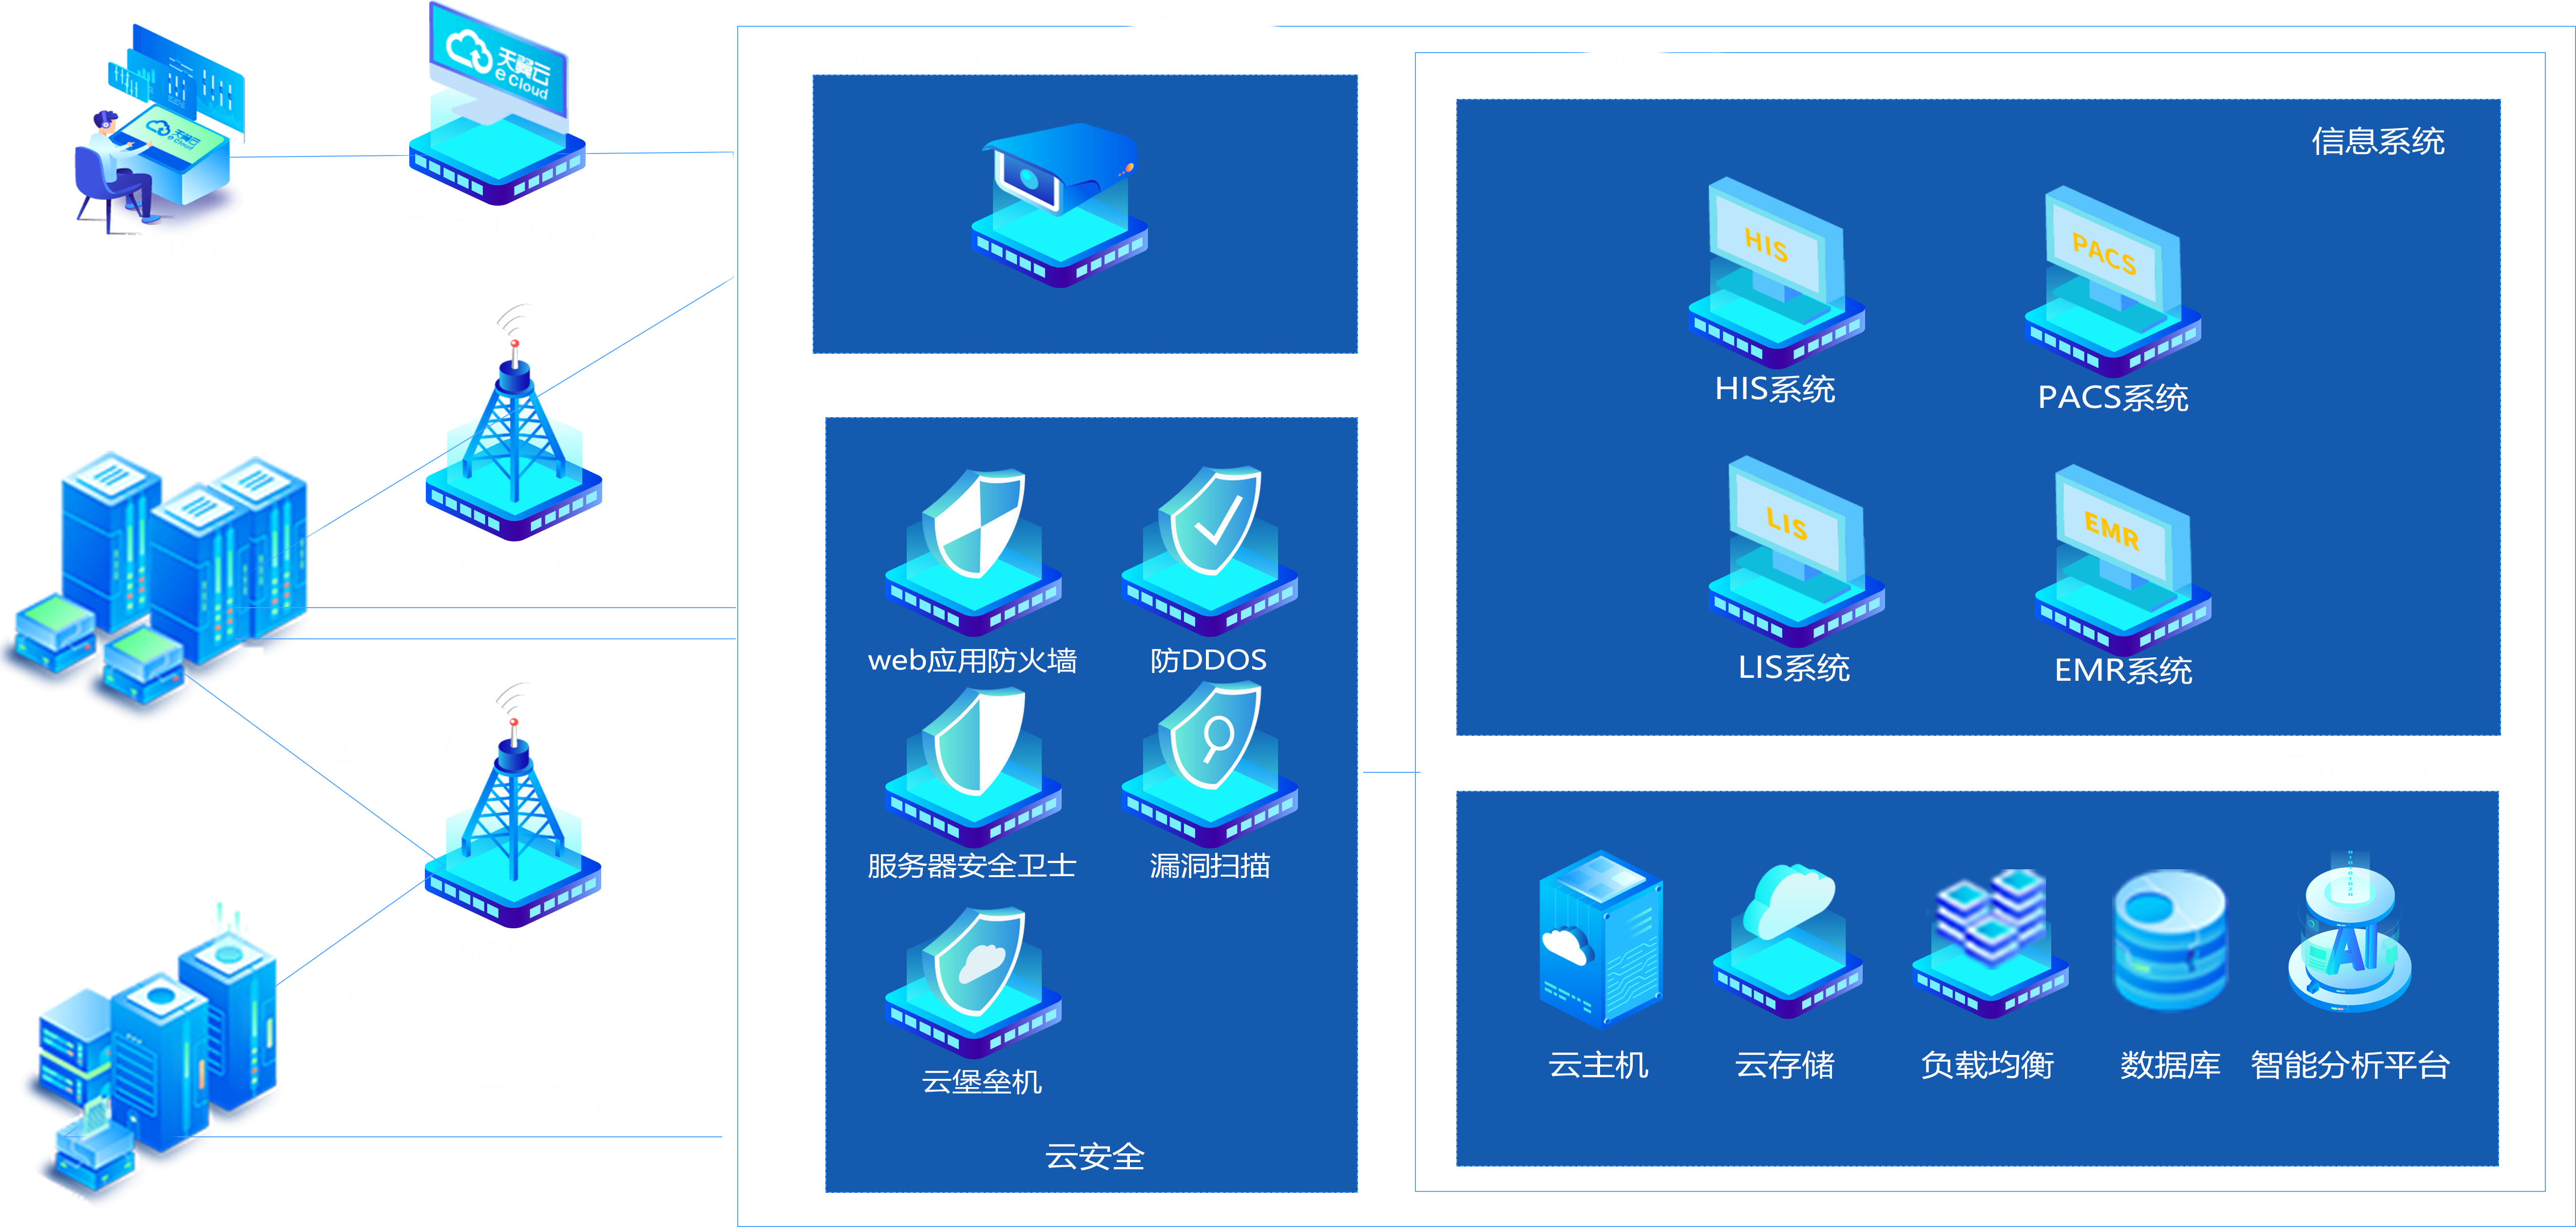 天翼云
e cloud
天翼云
e cloud
信息系统
HIS
PACS
HIS系统
PACS系统
LIS
EMR
LIS系统
EMR系统
web应用防火墙
防DDOS
服务器安全卫士
漏洞扫描
云堡垒机
云安全
AI
云主机
云存储
负载均衡
数据库
智能分析平台